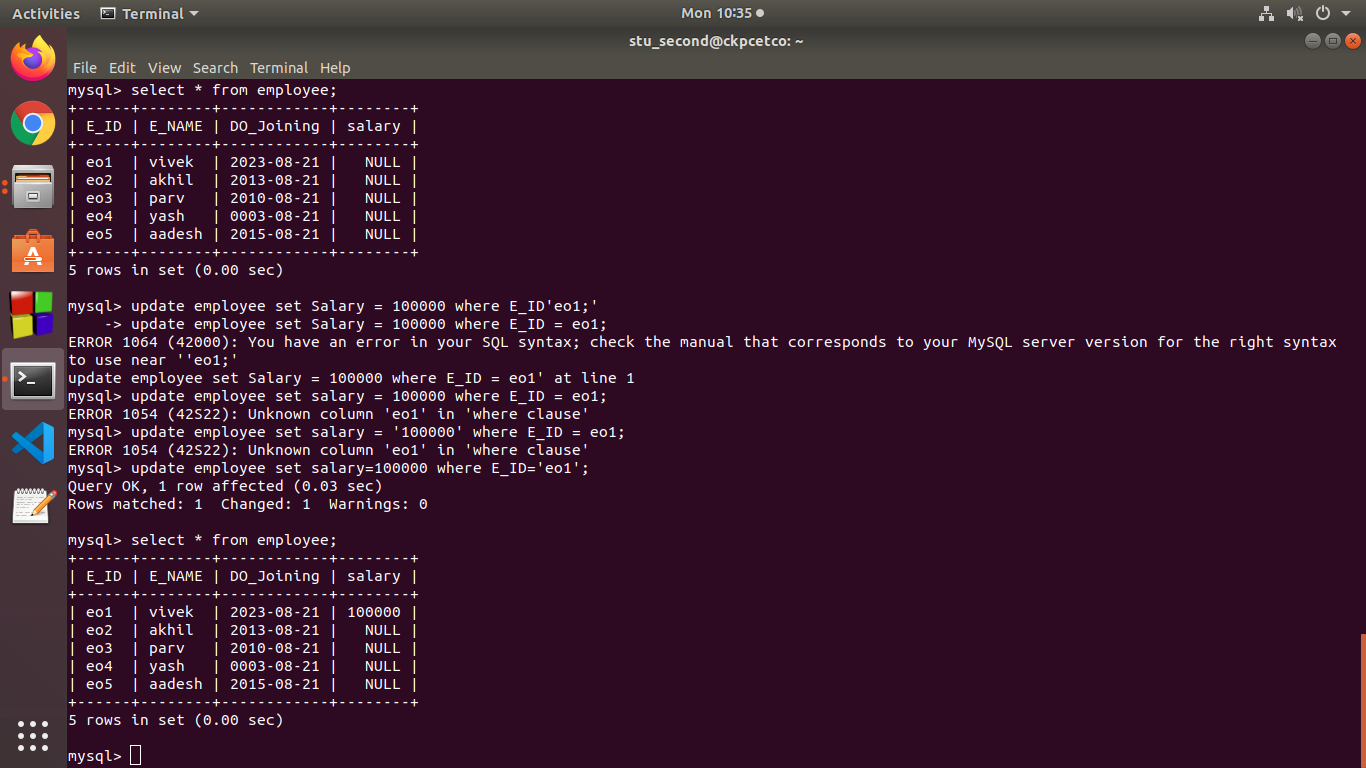 Activities Terminal Mon 10:35
stu_second@ckpcetco: ~
File Edit View Search Terminal Help
mysql> select * from employee;
+------+--------+------------+--------+
| E_ID | E_NAME | DO_Joining | salary |
+------+--------+------------+--------+
| eo1  | vivek  | 2023-08-21 |   NULL |
| eo2  | akhil  | 2013-08-21 |   NULL |
| eo3  | parv   | 2010-08-21 |   NULL |
| eo4  | yash   | 0003-08-21 |   NULL |
| eo5  | aadesh | 2015-08-21 |   NULL |
+------+--------+------------+--------+
5 rows in set (0.00 sec)

mysql> update employee set Salary = 100000 where E_ID'eo1;'
    -> update employee set Salary = 100000 where E_ID = eo1;
ERROR 1064 (42000): You have an error in your SQL syntax; check the manual that corresponds to your MySQL server version for the right syntax
to use near ''eo1;'
update employee set Salary = 100000 where E_ID = eo1' at line 1
mysql> update employee set salary = 100000 where E_ID = eo1;
ERROR 1054 (42S22): Unknown column 'eo1' in 'where clause'
mysql> update employee set salary = '100000' where E_ID = eo1;
ERROR 1054 (42S22): Unknown column 'eo1' in 'where clause'
mysql> update employee set salary=100000 where E_ID='eo1';
Query OK, 1 row affected (0.03 sec)
Rows matched: 1  Changed: 1  Warnings: 0

mysql> select * from employee;
+------+--------+------------+--------+
| E_ID | E_NAME | DO_Joining | salary |
+------+--------+------------+--------+
| eo1  | vivek  | 2023-08-21 | 100000 |
| eo2  | akhil  | 2013-08-21 |   NULL |
| eo3  | parv   | 2010-08-21 |   NULL |
| eo4  | yash   | 0003-08-21 |   NULL |
| eo5  | aadesh | 2015-08-21 |   NULL |
+------+--------+------------+--------+
5 rows in set (0.00 sec)

mysql>